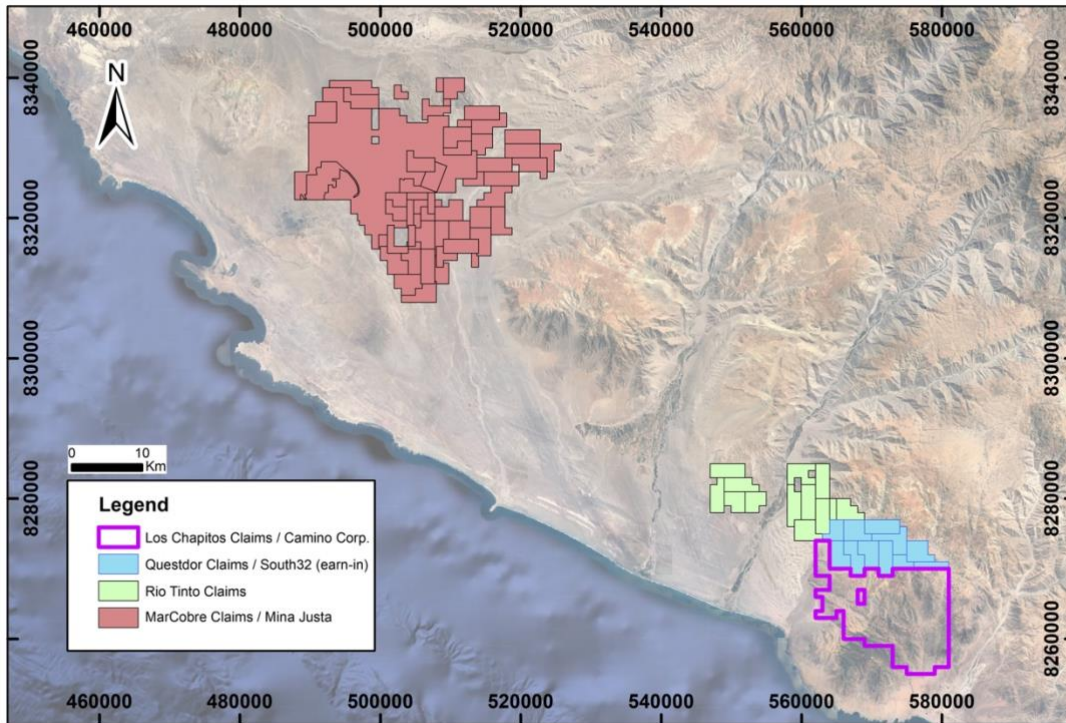 460000 480000 500000 520000 540000 560000 580000
8340000
8320000
8300000
8280000
8260000
8340000
8320000
8300000
8280000
8260000
N
0 10
Km
Legend
Los Chapitos Claims / Camino Corp.
Questdor Claims / South32 (earn-in)
Rio Tinto Claims
MarCobre Claims / Mina Justa
460000 480000 500000 520000 540000 560000 580000